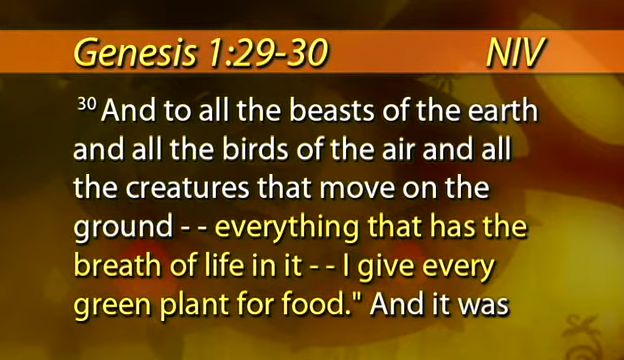 Genesis 1:29-30 NIV
30 And to all the beasts of the earth
and all the birds of the air and all
the creatures that move on the
ground - - everything that has the
breath of life in it - - I give every
green plant for food." And it was